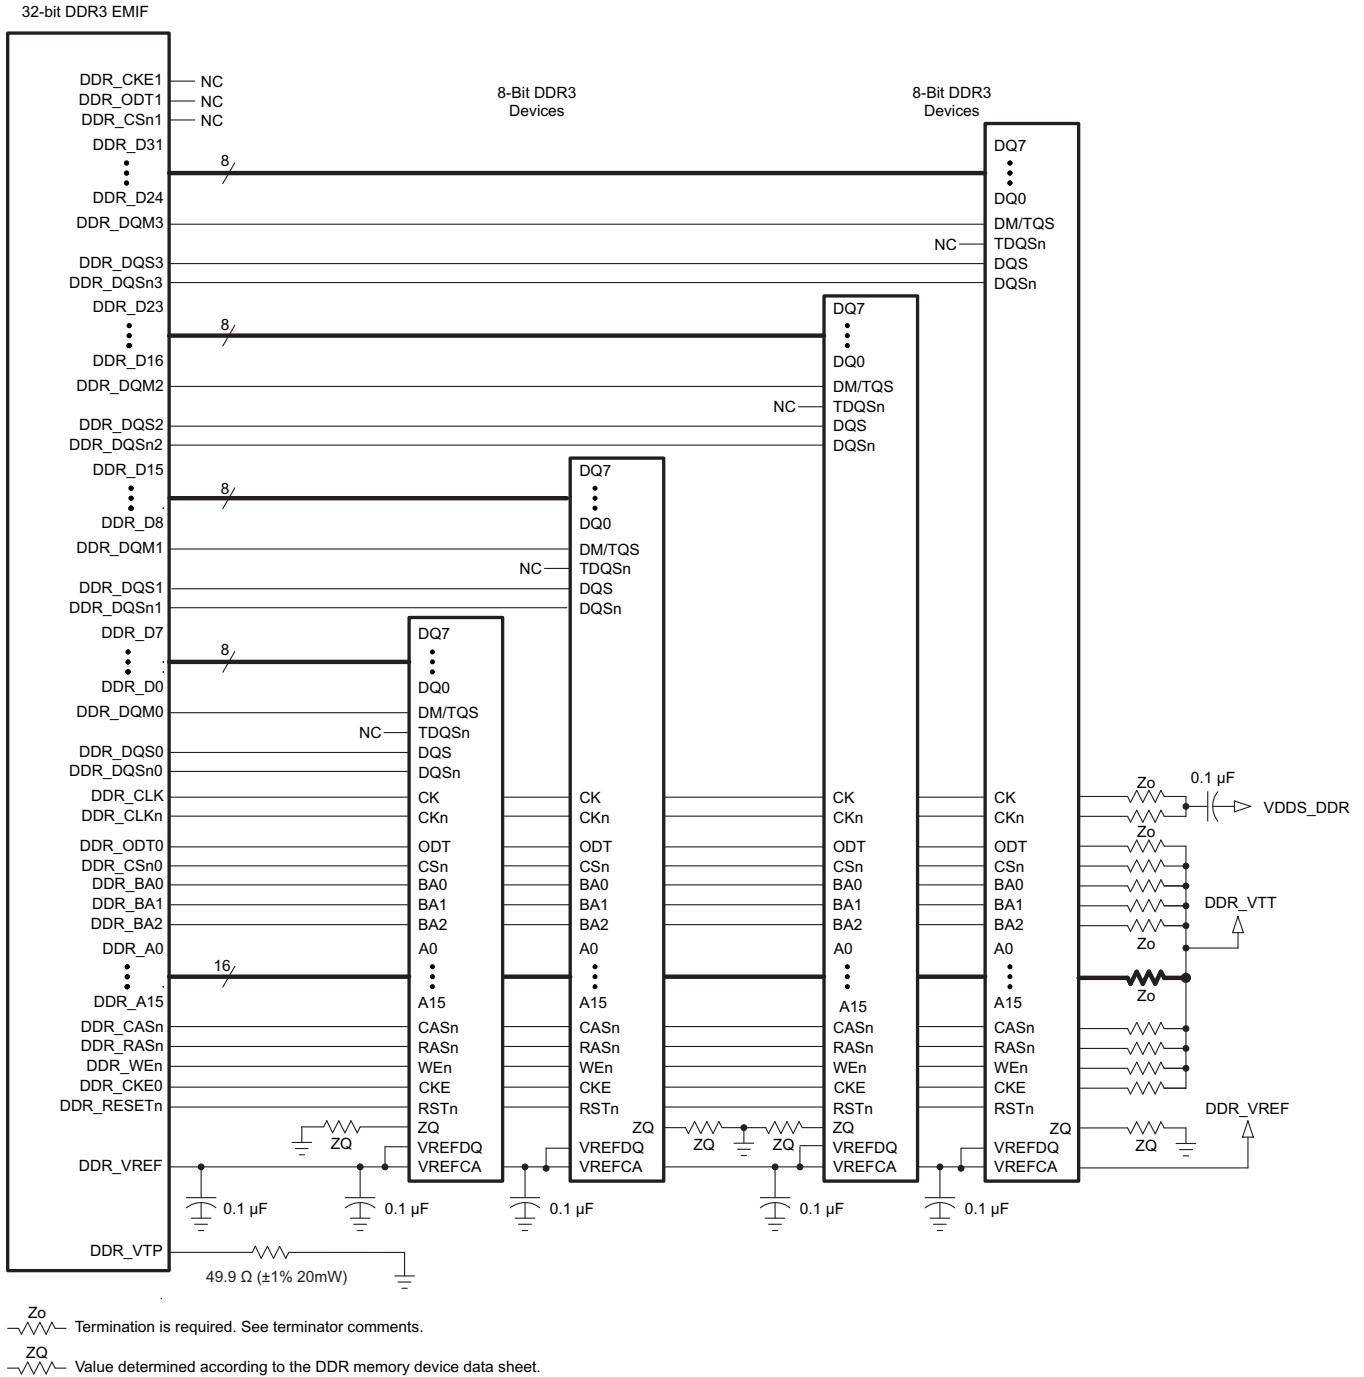 32-bit DDR3 EMIF
DDR_CKE1 NC
DDR_ODT1 NC
DDR_CSn1 NC
8-Bit DDR3
Devices
8-Bit DDR3
Devices
DDR_D31 8 DQ7
DDR_D24 DQ0
DDR_DQM3 DM/TQS
NC TDQSn
DDR_DQS3 DQS
DDR_DQSn3 DQSn
DDR_D23 8 DQ7
DDR_D16 DQ0
DDR_DQM2 DM/TQS
NC TDQSn
DDR_DQS2 DQS
DDR_DQSn2 DQSn
DDR_D15 8 DQ7
DDR_D8 DQ0
DDR_DQM1 DM/TQS
NC TDQSn
DDR_DQS1 DQS
DDR_DQSn1 DQSn
DDR_D7 8 DQ7
DDR_D0 DQ0
DDR_DQM0 DM/TQS
NC TDQSn
DDR_DQS0 DQS
DDR_DQSn0 DQSn
DDR_CLK CK CK CK CK Zo 0.1 µF
DDR_CLKn CKn CKn CKn CKn Zo VDDS_DDR
DDR_ODT0 ODT ODT ODT ODT
DDR_CSn0 CSn CSn CSn CSn
DDR_BA0 BA0 BA0 BA0 BA0
DDR_BA1 BA1 BA1 BA1 BA1 DDR_VTT
DDR_BA2 BA2 BA2 BA2 BA2 Zo
DDR_A0 A0 A0 A0 A0
16 Zo
DDR_A15 A15 A15 A15 A15
DDR_CASn CASn CASn CASn CASn
DDR_RASn RASn RASn RASn RASn
DDR_WEn WEn WEn WEn WEn
DDR_CKE0 CKE CKE CKE CKE
DDR_RESETn RSTn RSTn RSTn RSTn DDR_VREF
ZQ ZQ ZQ ZQ ZQ ZQ ZQ ZQ
VREFDQ VREFDQ VREFDQ VREFDQ
DDR_VREF VREFCA VREFCA VREFCA VREFCA
0.1 µF 0.1 µF 0.1 µF 0.1 µF 0.1 µF
DDR_VTP
49.9 Ω (±1% 20mW)
Zo Termination is required. See terminator comments.
ZQ Value determined according to the DDR memory device data sheet.